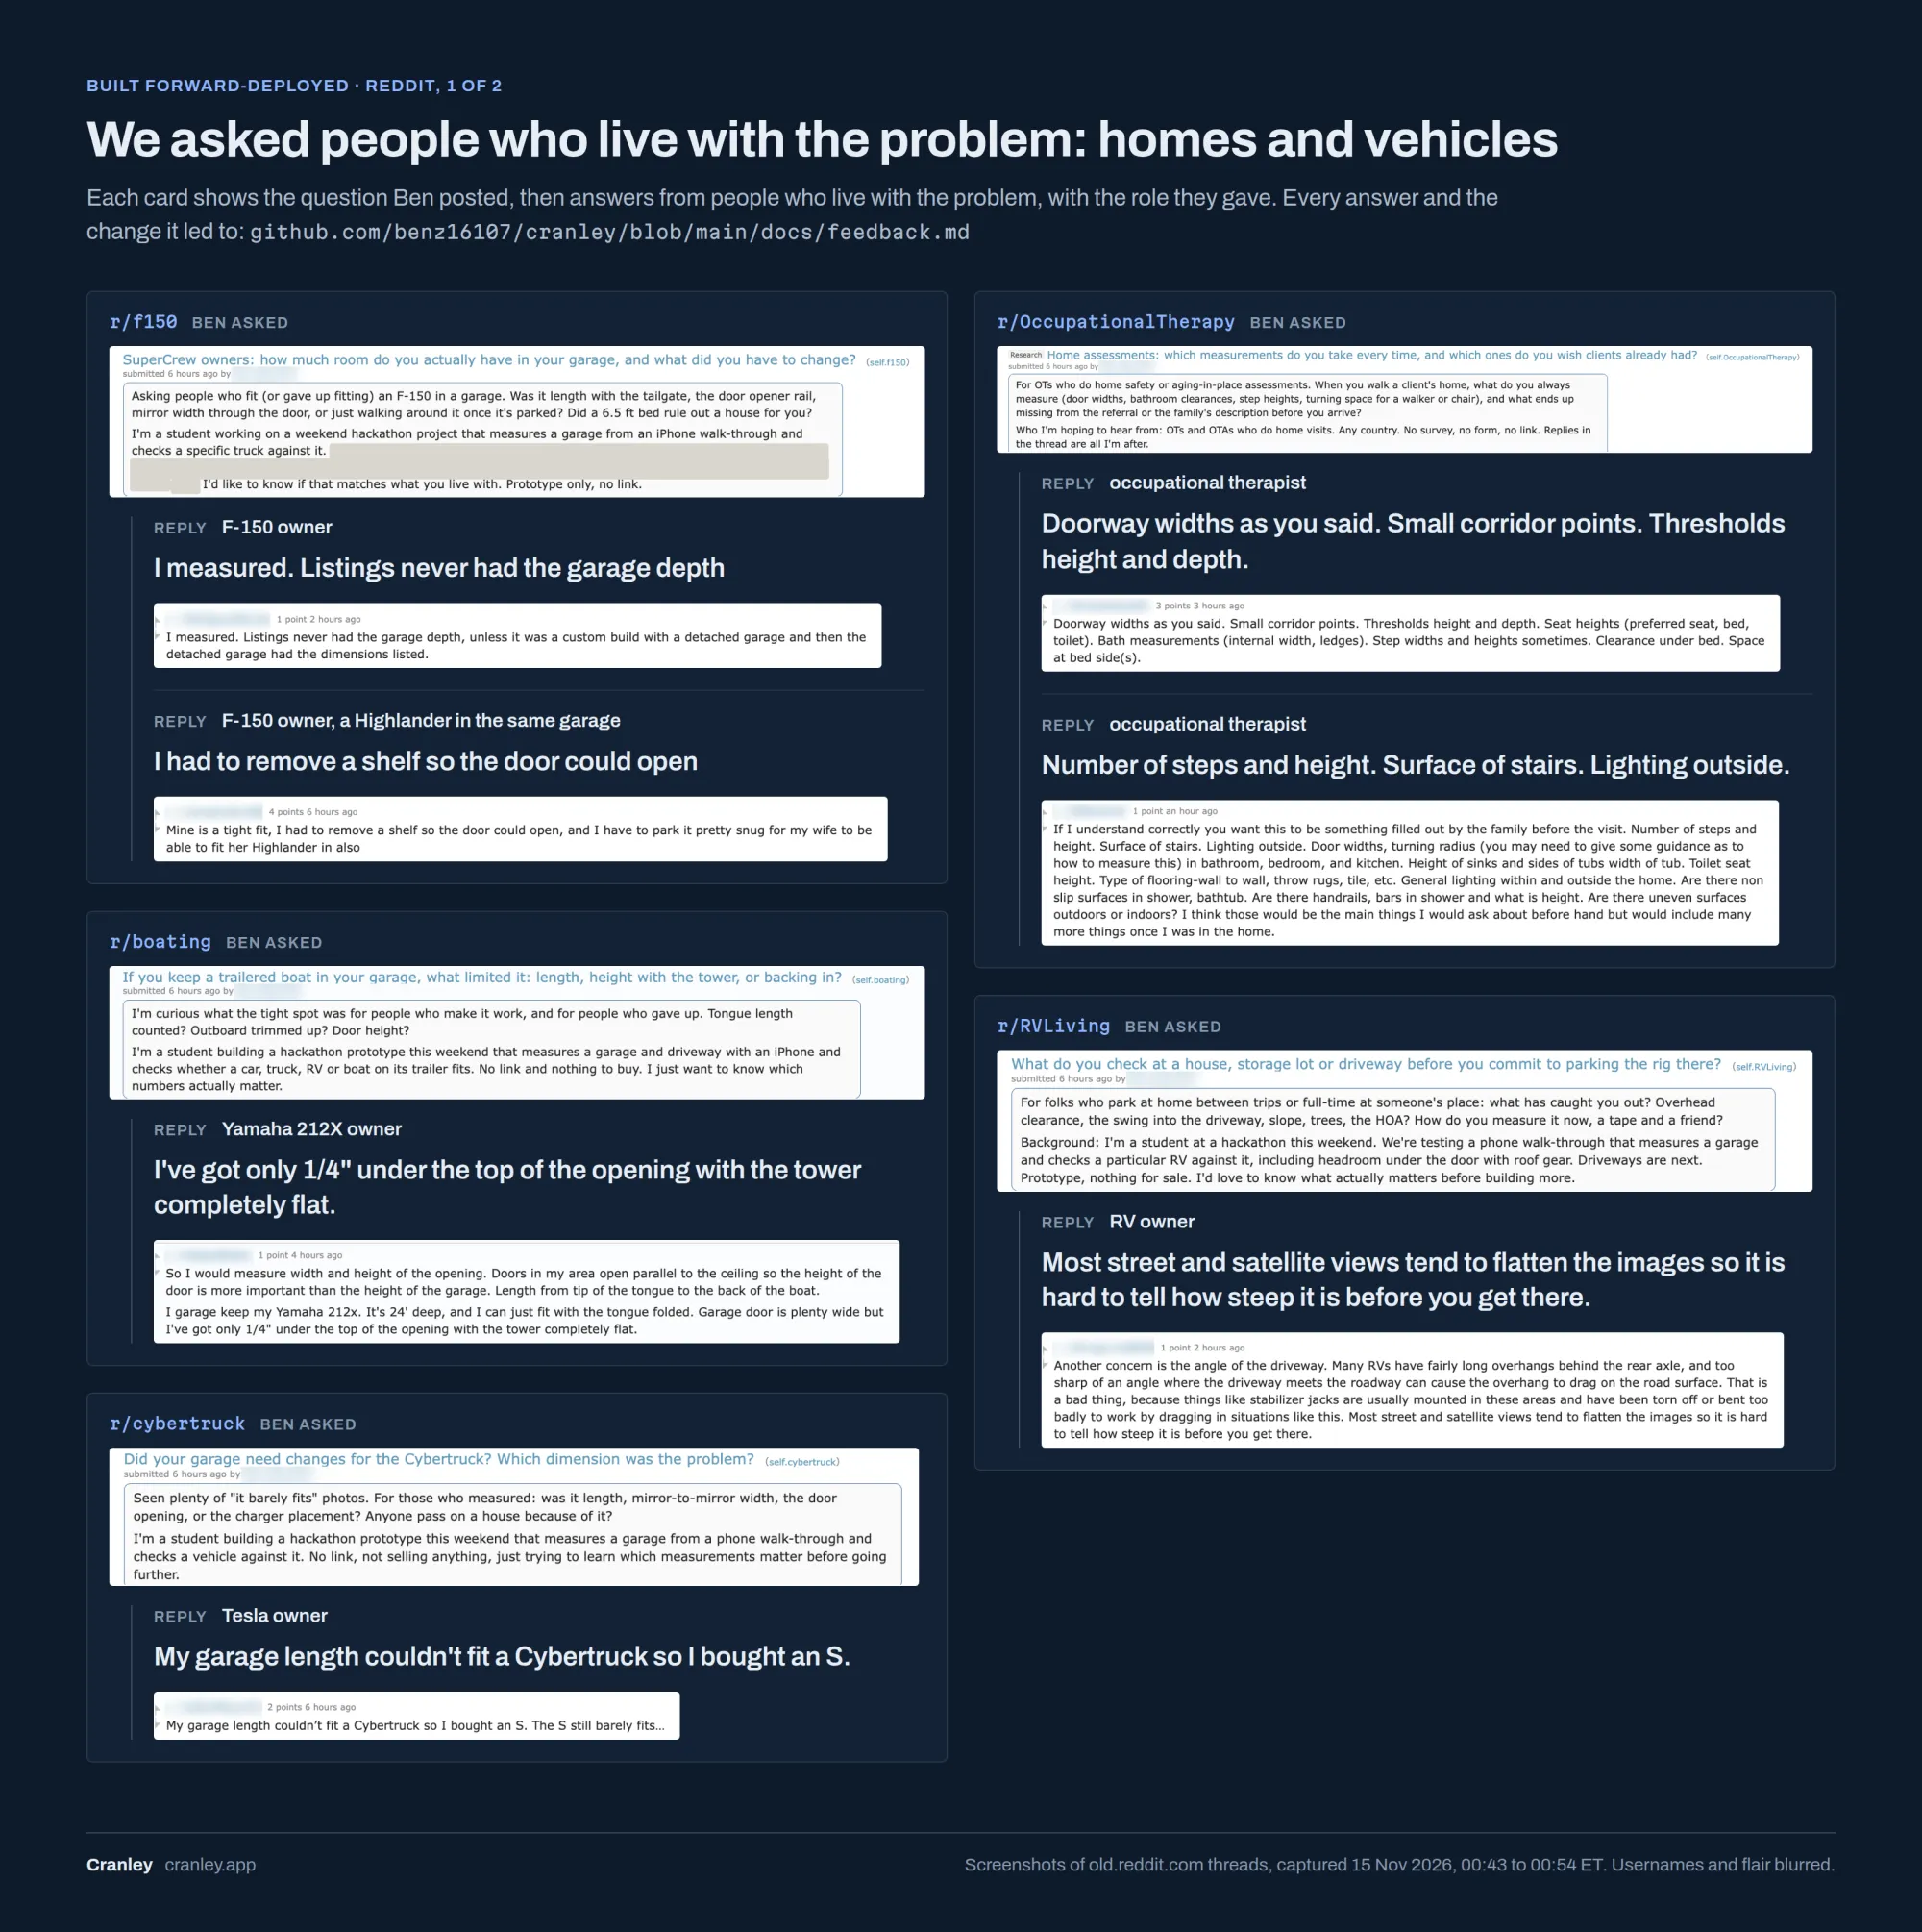 BUILT FORWARD-DEPLOYED · REDDIT, 1 OF 2
We asked people who live with the problem: homes and vehicles
Each card shows the question Ben posted, then answers from people who live with the problem, with the role they gave. Every answer and the
change it led to: github.com/benz16107/cranley/blob/main/docs/feedback.md
r/f150 BEN ASKED
SuperCrew owners: how much room do you actually have in your garage, and what did you have to change? (self.f150)
submitted 6 hours ago by
Asking people who fit (or gave up fitting) an F-150 in a garage. Was it length with the tailgate, the door opener rail,
mirror width through the door, or just walking around it once it's parked? Did a 6.5 ft bed rule out a house for you?
I'm a student working on a weekend hackathon project that measures a garage from an iPhone walk-through and
checks a specific truck against it.
I'd like to know if that matches what you live with. Prototype only, no link.
REPLY F-150 owner
I measured. Listings never had the garage depth
1 point 2 hours ago
I measured. Listings never had the garage depth, unless it was a custom build with a detached garage and then the
detached garage had the dimensions listed.
REPLY F-150 owner, a Highlander in the same garage
I had to remove a shelf so the door could open
4 points 6 hours ago
Mine is a tight fit, I had to remove a shelf so the door could open, and I have to park it pretty snug for my wife to be
able to fit her Highlander in also
r/boating BEN ASKED
If you keep a trailered boat in your garage, what limited it: length, height with the tower, or backing in? (self.boating)
submitted 6 hours ago by
I'm curious what the tight spot was for people who make it work, and for people who gave up. Tongue length
counted? Outboard trimmed up? Door height?
I'm a student building a hackathon prototype this weekend that measures a garage and driveway with an iPhone and
checks whether a car, truck, RV or boat on its trailer fits. No link and nothing to buy. I just want to know which
numbers actually matter.
REPLY Yamaha 212X owner
I've got only 1/4" under the top of the opening with the tower
completely flat.
1 point 4 hours ago
So I would measure width and height of the opening. Doors in my area open parallel to the ceiling so the height of the
door is more important than the height of the garage. Length from tip of the tongue to the back of the boat.
I garage keep my Yamaha 212x. It's 24' deep, and I can just fit with the tongue folded. Garage door is plenty wide but
I've got only 1/4" under the top of the opening with the tower completely flat.
r/cybertruck BEN ASKED
Did your garage need changes for the Cybertruck? Which dimension was the problem? (self.cybertruck)
submitted 6 hours ago by
Seen plenty of "it barely fits" photos. For those who measured: was it length, mirror-to-mirror width, the door
opening, or the charger placement? Anyone pass on a house because of it?
I'm a student building a hackathon prototype this weekend that measures a garage from a phone walk-through and
checks a vehicle against it. No link, not selling anything, just trying to learn which measurements matter before going
further.
REPLY Tesla owner
My garage length couldn't fit a Cybertruck so I bought an S.
2 points 6 hours ago
My garage length couldn't fit a Cybertruck so I bought an S. The S still barely fits...
r/OccupationalTherapy BEN ASKED
Research Home assessments: which measurements do you take every time, and which ones do you wish clients already had? (self.OccupationalTherapy)
submitted 6 hours ago by
For OTs who do home safety or aging-in-place assessments. When you walk a client's home, what do you always
measure (door widths, bathroom clearances, step heights, turning space for a walker or chair), and what ends up
missing from the referral or the family's description before you arrive?
Who I'm hoping to hear from: OTs and OTAs who do home visits. Any country. No survey, no form, no link. Replies in
the thread are all I'm after.
REPLY occupational therapist
Doorway widths as you said. Small corridor points. Thresholds
height and depth.
3 points 3 hours ago
Doorway widths as you said. Small corridor points. Thresholds height and depth. Seat heights (preferred seat, bed,
toilet). Bath measurements (internal width, ledges). Step widths and heights sometimes. Clearance under bed. Space
at bed side(s).
REPLY occupational therapist
Number of steps and height. Surface of stairs. Lighting outside.
1 point an hour ago
If I understand correctly you want this to be something filled out by the family before the visit. Number of steps and
height. Surface of stairs. Lighting outside. Door widths, turning radius (you may need to give some guidance as to
how to measure this) in bathroom, bedroom, and kitchen. Height of sinks and sides of tubs width of tub. Toilet seat
height. Type of flooring-wall to wall, throw rugs, tile, etc. General lighting within and outside the home. Are there non
slip surfaces in shower, bathtub. Are there handrails, bars in shower and what is height. Are there uneven surfaces
outdoors or indoors? I think those would be the main things I would ask about before hand but would include many
more things once I was in the home.
r/RVLiving BEN ASKED
What do you check at a house, storage lot or driveway before you commit to parking the rig there? (self.RVLiving)
submitted 6 hours ago by
For folks who park at home between trips or full-time at someone's place: what has caught you out? Overhead
clearance, the swing into the driveway, slope, trees, the HOA? How do you measure it now, a tape and a friend?
Background: I'm a student at a hackathon this weekend. We're testing a phone walk-through that measures a garage
and checks a particular RV against it, including headroom under the door with roof gear. Driveways are next.
Prototype, nothing for sale. I'd love to know what actually matters before building more.
REPLY RV owner
Most street and satellite views tend to flatten the images so it is
hard to tell how steep it is before you get there.
1 point 2 hours ago
Another concern is the angle of the driveway. Many RVs have fairly long overhangs behind the rear axle, and too
sharp of an angle where the driveway meets the roadway can cause the overhang to drag on the road surface. That is
a bad thing, because things like stabilizer jacks are usually mounted in these areas and have been torn off or bent too
badly to work by dragging in situations like this. Most street and satellite views tend to flatten the images so it is hard
to tell how steep it is before you get there.
Cranley cranley.app
Screenshots of old.reddit.com threads, captured 15 Nov 2026, 00:43 to 00:54 ET. Usernames and flair blurred.